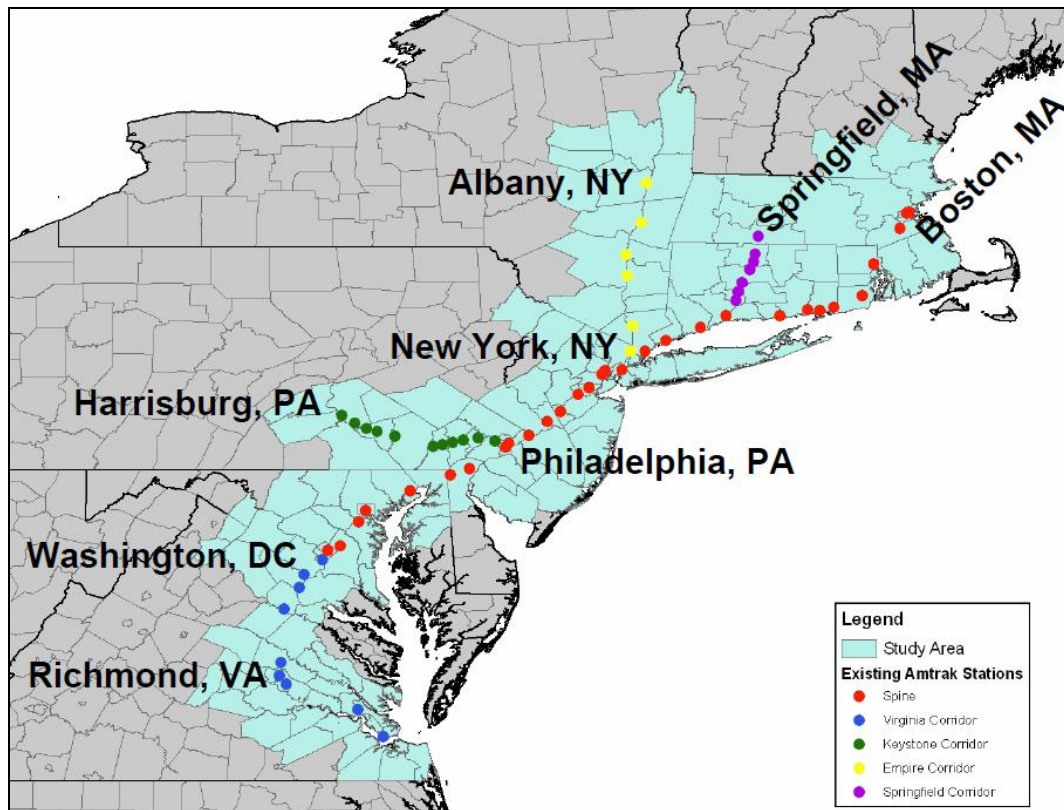 Springfield, MA
Boston, MA
Albany, NY
New York, NY
Harrisburg, PA
Philadelphia, PA
Washington, DC
Richmond, VA
Legend
Study Area
Existing Amtrak Stations
Spine
Virginia Corridor
Keystone Corridor
Empire Corridor
Springfield Corridor